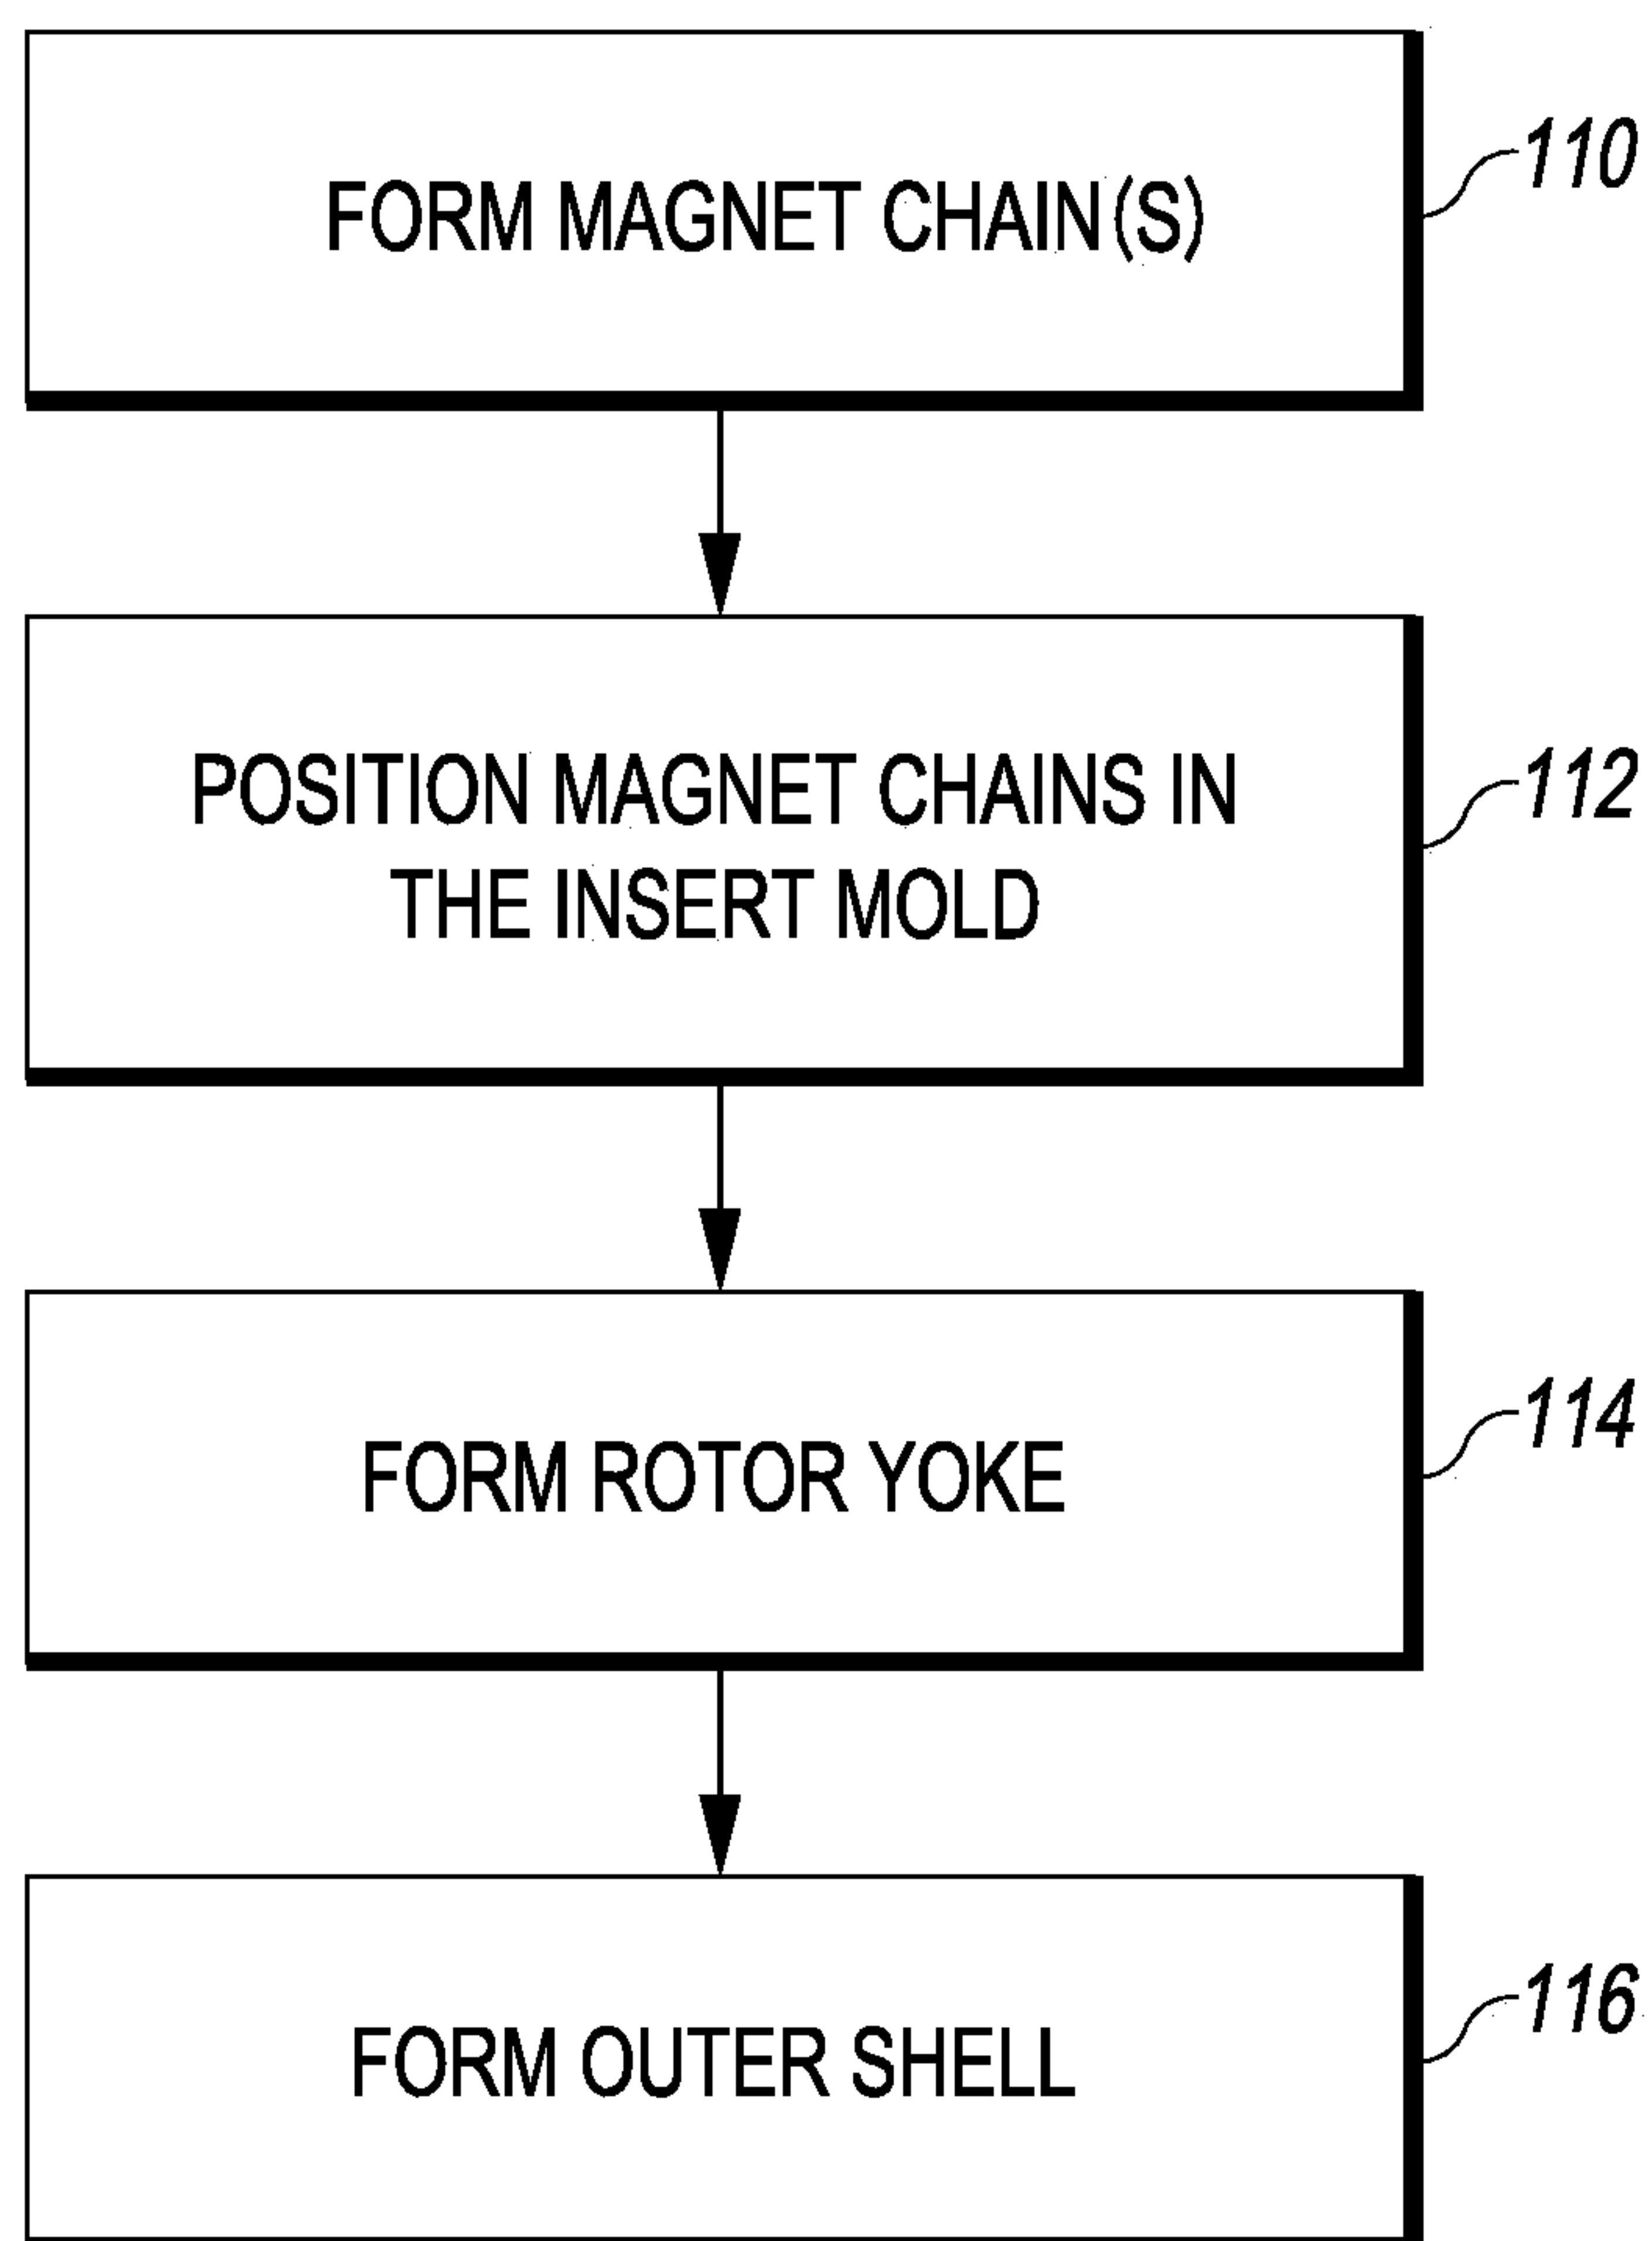 FORM MAGNET CHAIN(S)
110
POSITION MAGNET CHAINS IN
THE INSERT MOLD
112
FORM ROTOR YOKE
114
FORM OUTER SHELL
116